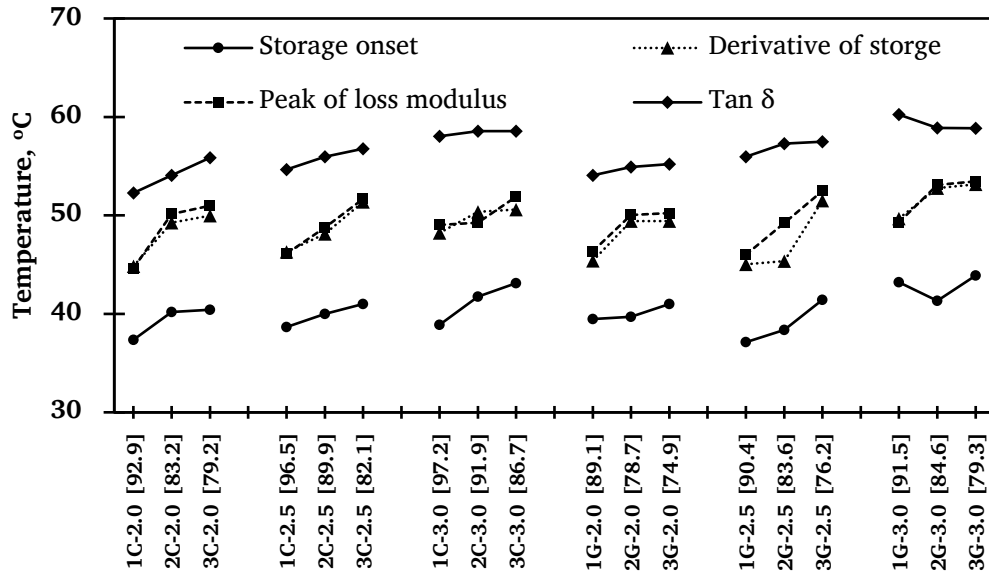 70
60
50
40
30
Temperature, ºC
Storage onset
Derivative of storge
Peak of loss modulus
Tan δ
1C-2.0 [92.9]
2C-2.0 [83.2]
3C-2.0 [79.2]
1C-2.5 [96.5]
2C-2.5 [89.9]
3C-2.5 [82.1]
1C-3.0 [97.2]
2C-3.0 [91.9]
3C-3.0 [86.7]
1G-2.0 [89.1]
2G-2.0 [78.7]
3G-2.0 [74.9]
1G-2.5 [90.4]
2G-2.5 [83.6]
3G-2.5 [76.2]
1G-3.0 [91.5]
2G-3.0 [84.6]
3G-3.0 [79.3]